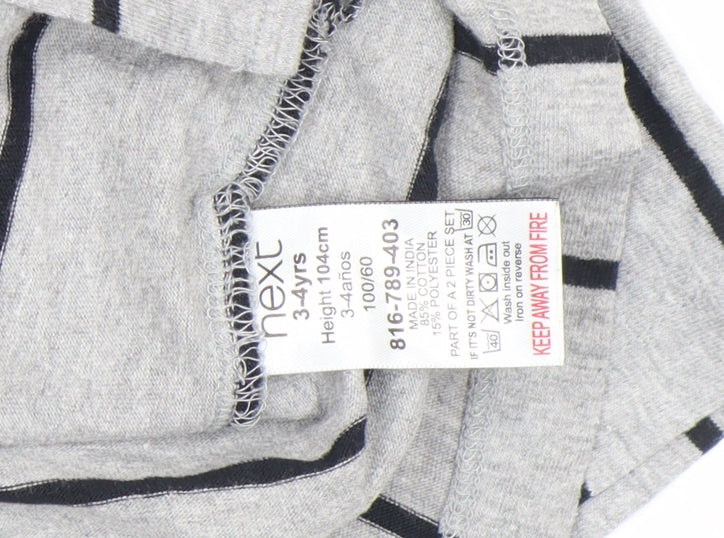 next
3-4yrs
Height 104cm
3-4años
100/60
816-789-403
MADE IN INDIA
85% COTTON
15% POLYESTER
PART OF A 2 PIECE SET
IF IT'S NOT DIRTY WASH AT 30
40
Wash inside out
Iron on reverse
KEEP AWAY FROM FIRE